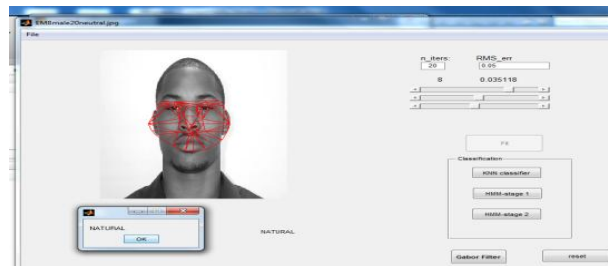 EMBmale20neutral.jpg
File
n_iters: RMS_err
20 0.05
8 0.035118
Fit
Classification
KNN classifier
HMM-stage 1
HMM-stage 2
NATURAL
OK
NATURAL
Gabor Filter reset